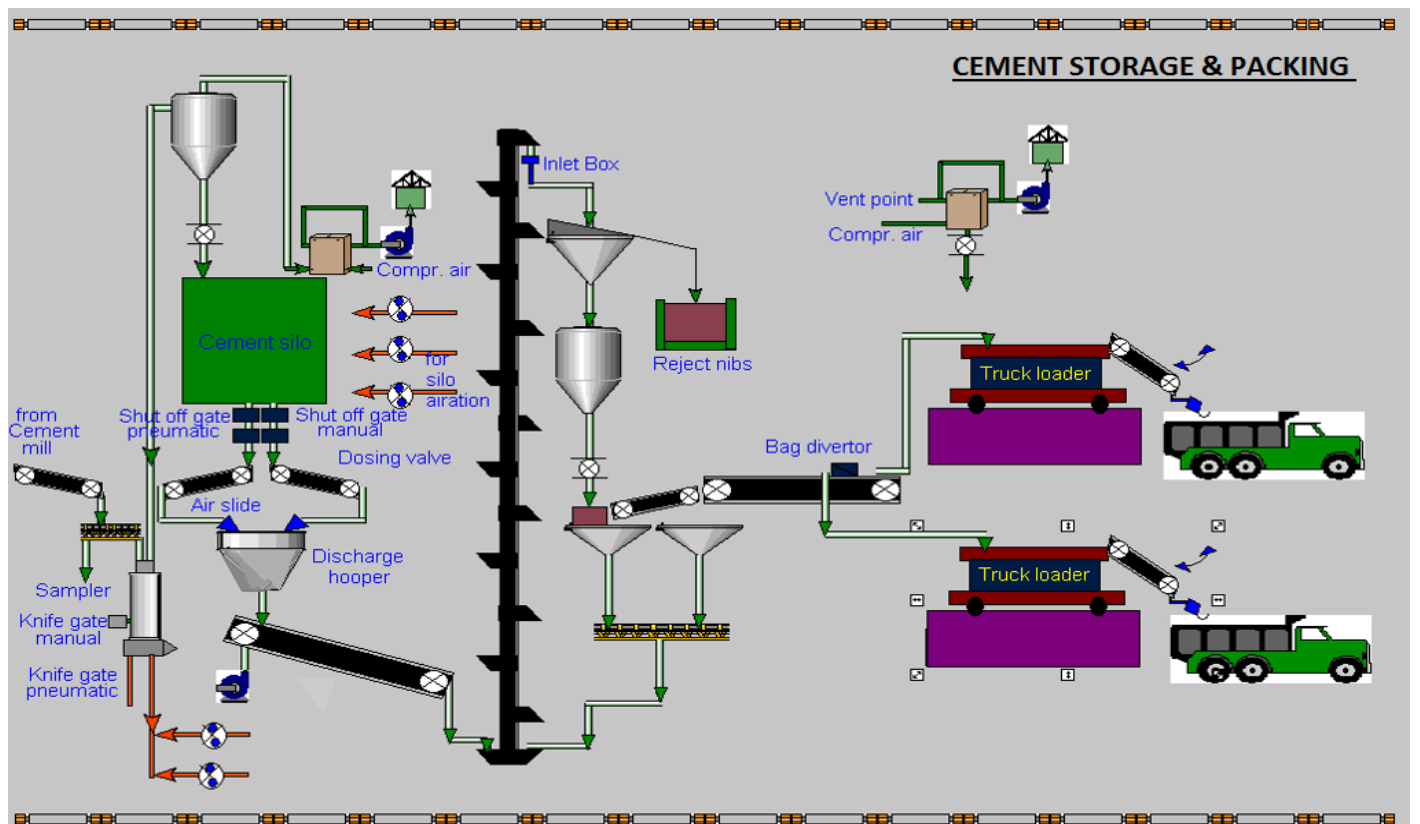 CEMENT STORAGE & PACKING
Inlet Box
Vent point
Compr. air
Compr. air
Cement silo
for
silo
airation
Reject nibs
Truck loader
from
Cement
mill
Shut off gate
pneumatic
Shut off gate
manual
Dosing valve
Bag divertor
Air slide
Discharge
hooper
Sampler
Knife gate
manual
Knife gate
pneumatic
Truck loader